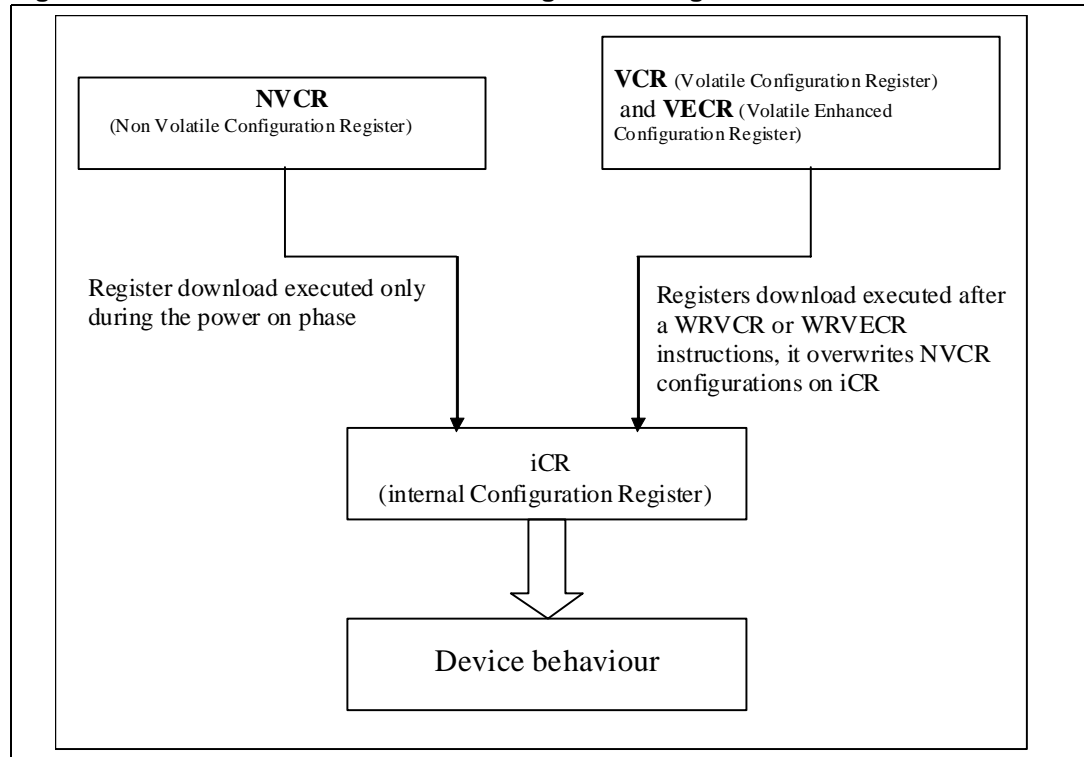 NVCR
(Non Volatile Configuration Register)
VCR (Volatile Configuration Register)
and VECR (Volatile Enhanced
Configuration Register)
Register download executed only
during the power on phase
Registers download executed after
a WRVCR or WRVECR
instructions, it overwrites NVCR
configurations on iCR
iCR
(internal Configuration Register)
Device behaviour